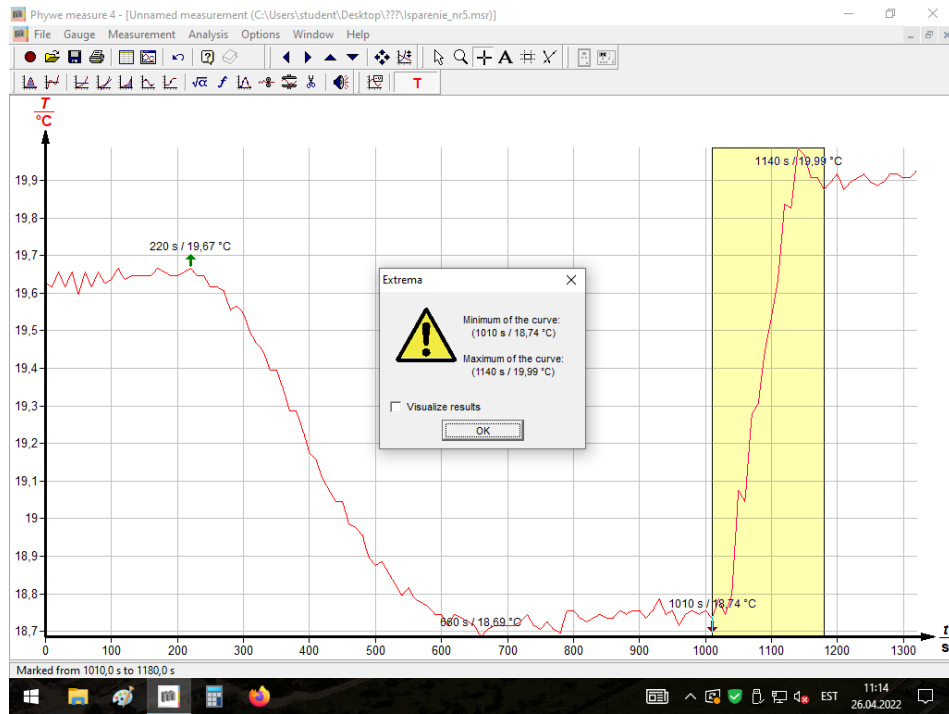 Phywe measure 4 - [Unnamed measurement (C:\Users\student\Desktop\???\Isparenie_nr5.msr)]
File Gauge Measurement Analysis Options Window Help
T
T
°C
1140 s / 19,99 °C
19,9
19,8
220 s / 19,67 °C
19,7
19,6
19,5
19,4
19,3
19,2
19,1
19
18,9
18,8
18,7
Extrema
Minimum of the curve:
(1010 s / 18,74 °C)
Maximum of the curve:
(1140 s / 19,99 °C)
Visualize results
OK
1010 s / 18,74 °C
660 s / 18,69 °C
0 100 200 300 400 500 600 700 800 900 1000 1100 1200 1300
t
s
Marked from 1010,0 s to 1180,0 s
EST
11:14
26.04.2022